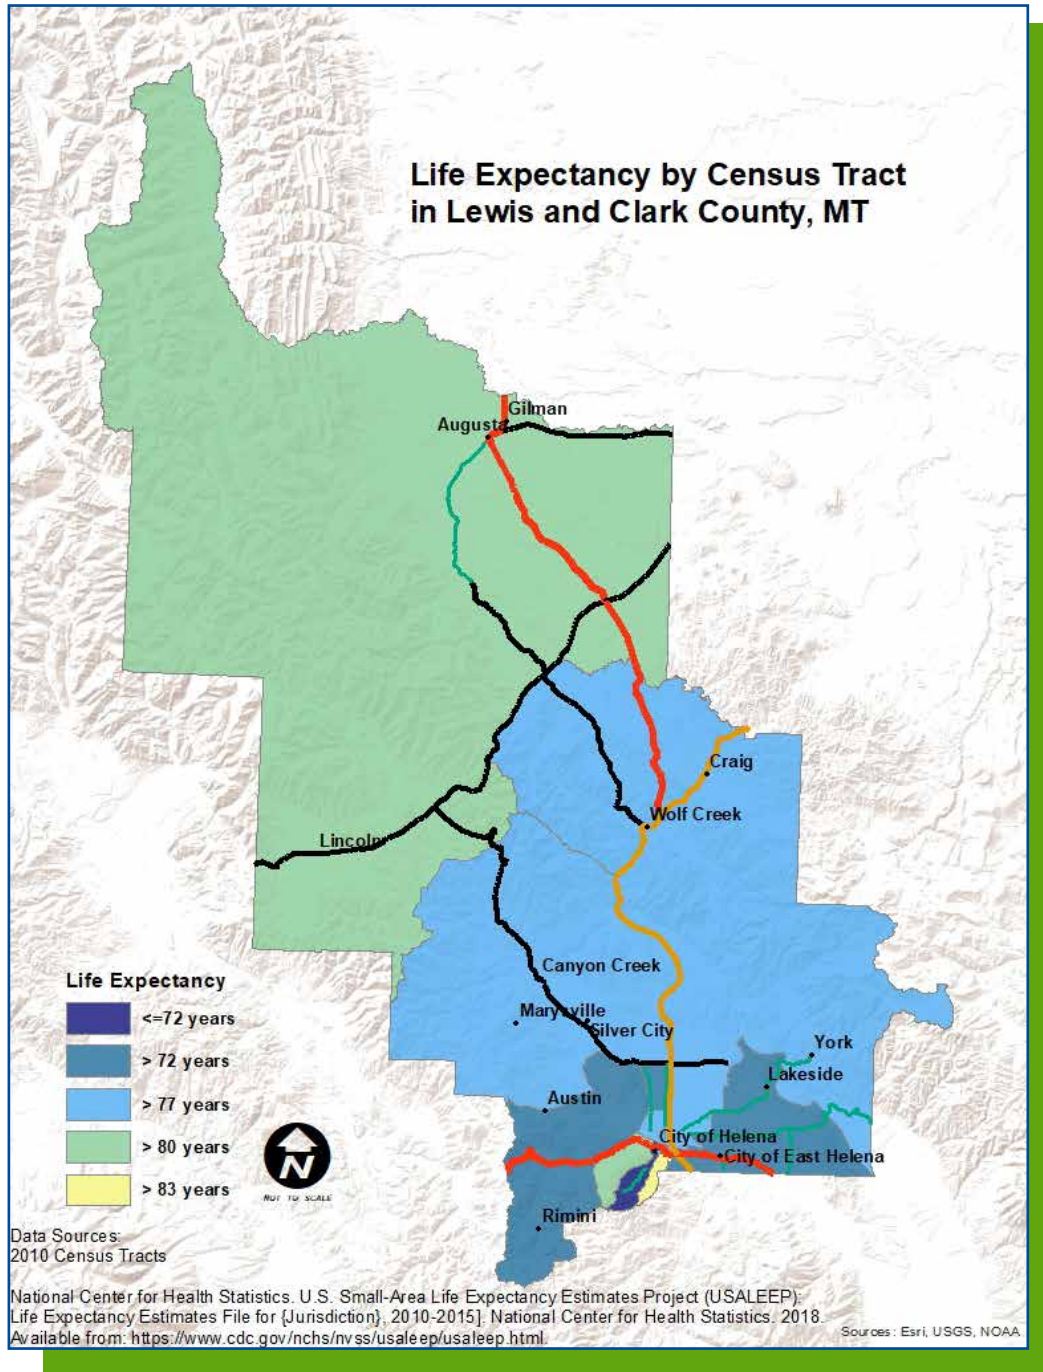 Life Expectancy by Census Tract
in Lewis and Clark County, MT
Gilman
Augusta
Craig
Wolf Creek
Lincoln
Canyon Creek
Marysville
Silver City
York
Lakeside
Austin
City of Helena
City of East Helena
Rimini
Life Expectancy
<=72 years
> 72 years
> 77 years
> 80 years
> 83 years
N
NOT TO SCALE
Data Sources:
2010 Census Tracts
National Center for Health Statistics. U.S. Small-Area Life Expectancy Estimates Project (USALEEP):
Life Expectancy Estimates File for {Jurisdiction}, 2010-2015]. National Center for Health Statistics. 2018.
Available from: https://www.cdc.gov/nchs/nvss/usaleep/usaleep.html.
Sources: Esri, USGS, NOAA